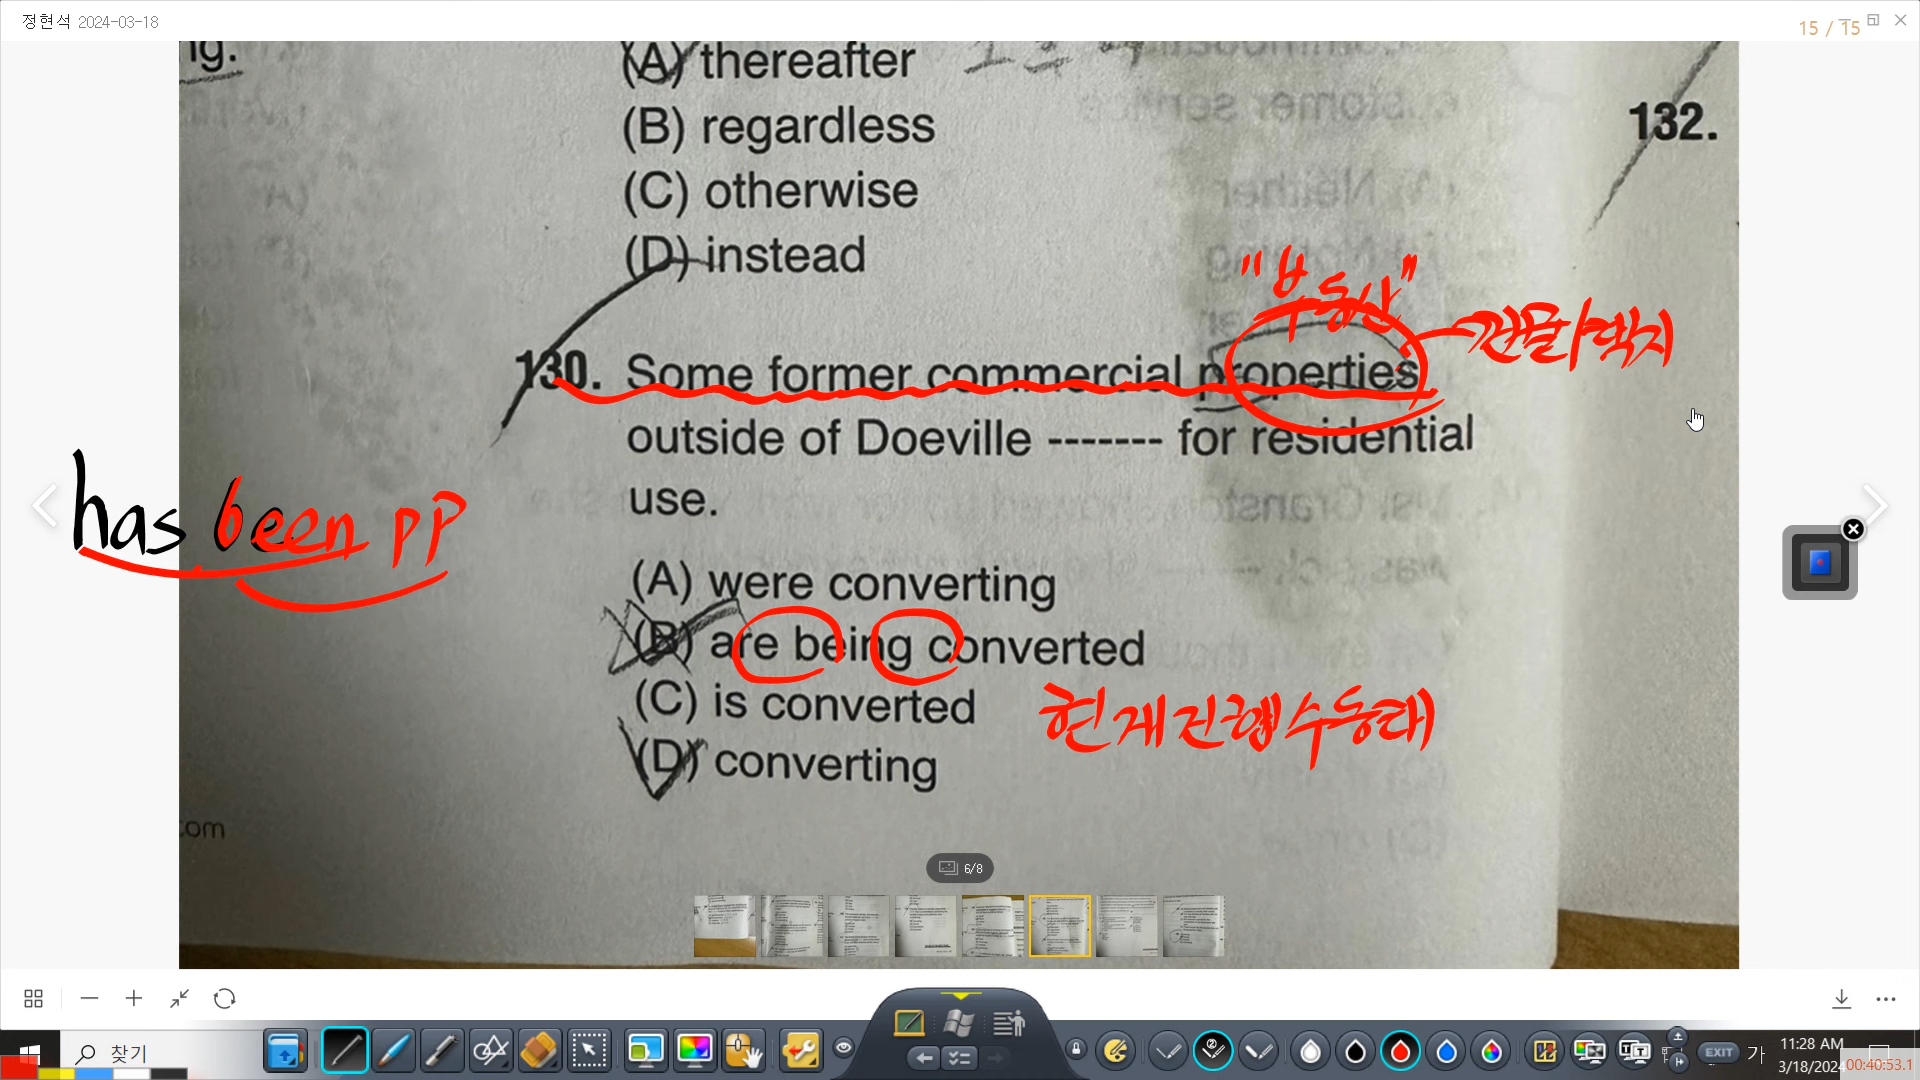 정현석 2024-03-18
15 / 15
ng.
(A) thereafter
(B) regardless
(C) otherwise
(D) instead
132.
"부동산"
건물/택지
130. Some former commercial properties
outside of Doeville ------- for residential
use.
has been pp
(A) were converting
(B) are being converted
(C) is converted
(D) converting
현재진행수동태
com
6/8
찾기
EXIT
가
11:28 AM
3/18/2024
00:40:53.1